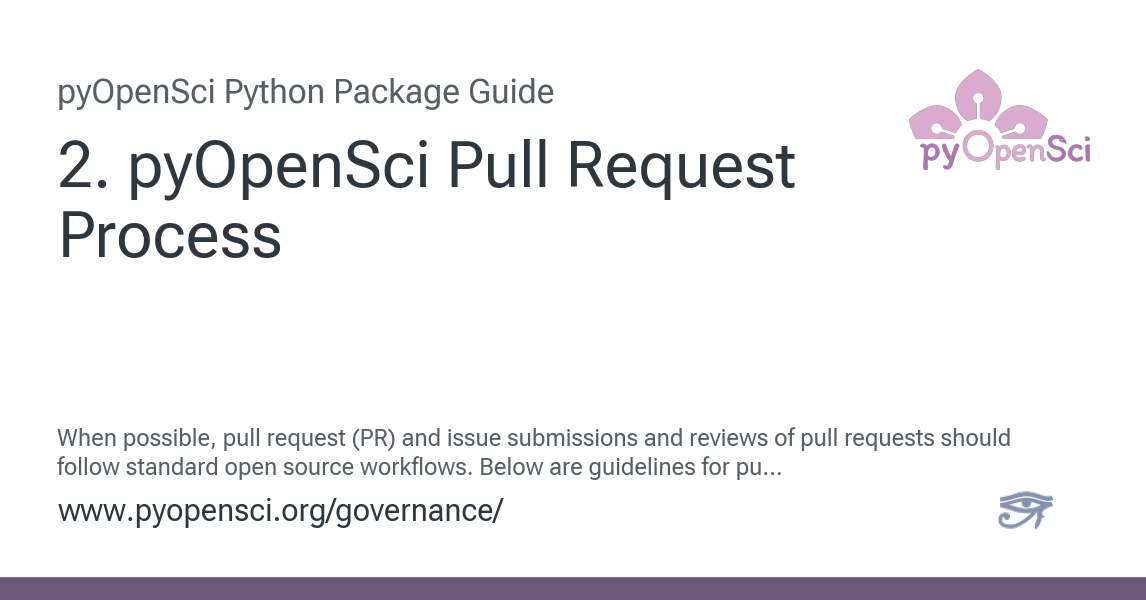 pyOpenSci Python Package Guide
2. pyOpenSci Pull Request
Process
pyOpenSci
When possible, pull request (PR) and issue submissions and reviews of pull requests should
follow standard open source workflows. Below are guidelines for pu...
www.pyopensci.org/governance/